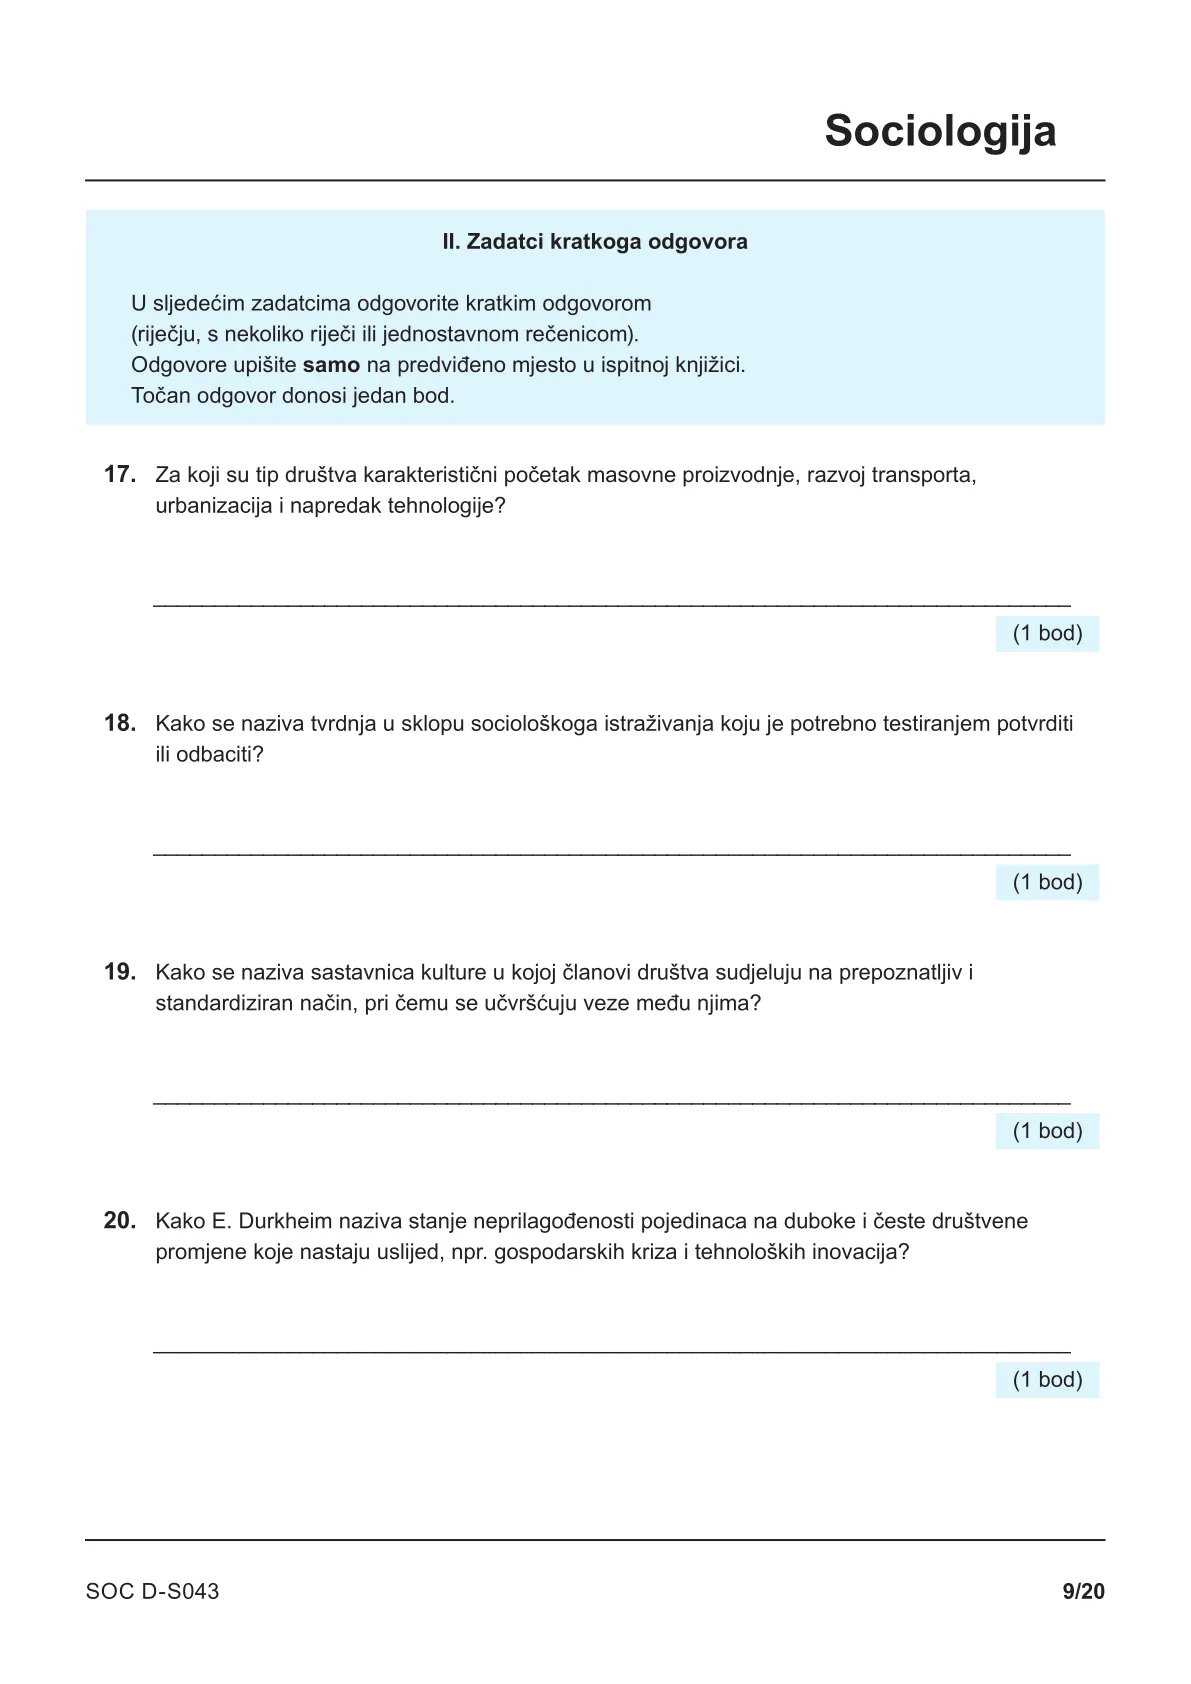 Sociologija
II. Zadatci kratkoga odgovora
U sljedećim zadatcima odgovorite kratkim odgovorom
(riječju, s nekoliko riječi ili jednostavnom rečenicom).
Odgovore upišite samo na predviđeno mjesto u ispitnoj knjižici.
Točan odgovor donosi jedan bod.
17. Za koji su tip društva karakteristični početak masovne proizvodnje, razvoj transporta,
urbanizacija i napredak tehnologije?
(1 bod)
18. Kako se naziva tvrdnja u sklopu sociološkoga istraživanja koju je potrebno testiranjem potvrditi
ili odbaciti?
(1 bod)
19. Kako se naziva sastavnica kulture u kojoj članovi društva sudjeluju na prepoznatljiv i
standardiziran način, pri čemu se učvršćuju veze među njima?
(1 bod)
20. Kako E. Durkheim naziva stanje neprilagođenosti pojedinaca na duboke i česte društvene
promjene koje nastaju uslijed, npr. gospodarskih kriza i tehnoloških inovacija?
(1 bod)
SOC D-S043
9/20